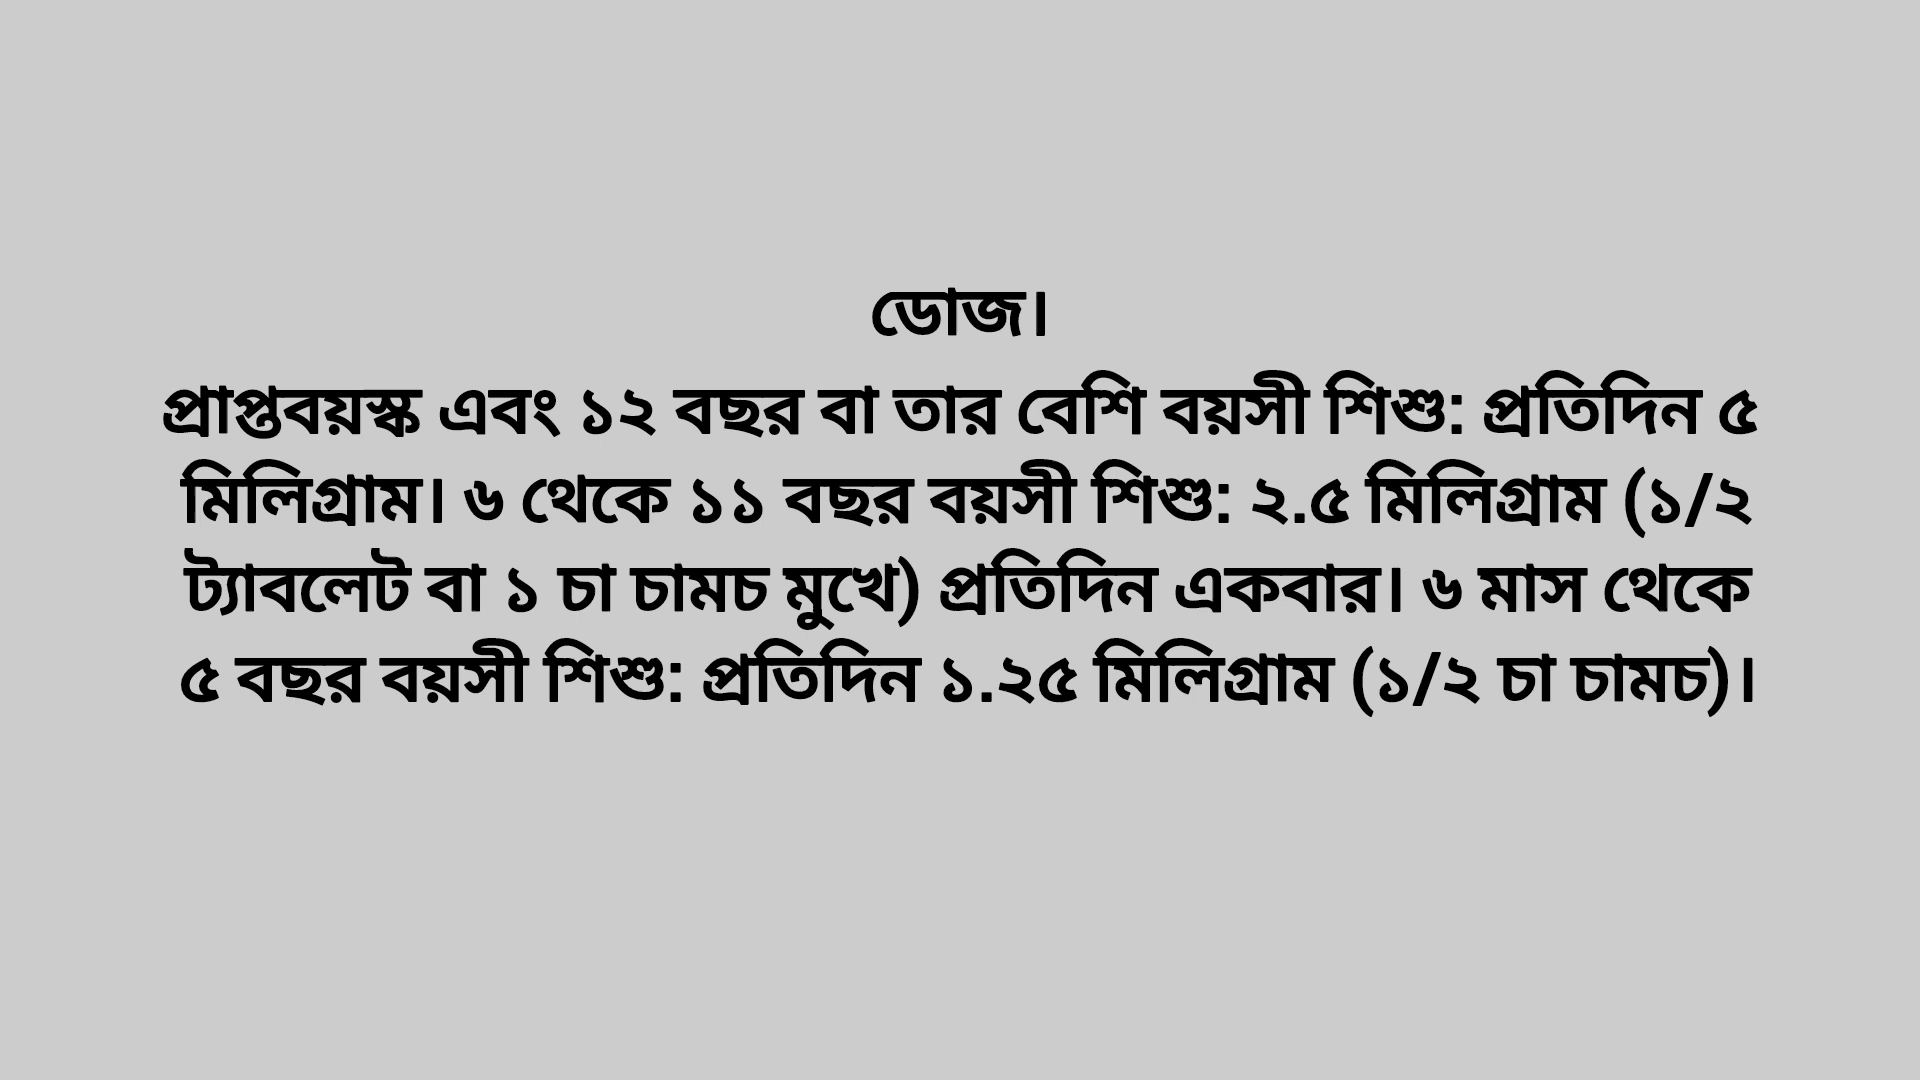 ডোজ।
প্রাপ্তবয়স্ক এবং ১২ বছর বা তার বেশি বয়সী শিশু: প্রতিদিন ৫
মিলিগ্রাম। ৬ থেকে ১১ বছর বয়সী শিশু: ২.৫ মিলিগ্রাম (১/২
ট্যাবলেট বা ১ চা চামচ মুখে) প্রতিদিন একবার। ৬ মাস থেকে
৫ বছর বয়সী শিশু: প্রতিদিন ১.২৫ মিলিগ্রাম (১/২ চা চামচ)।